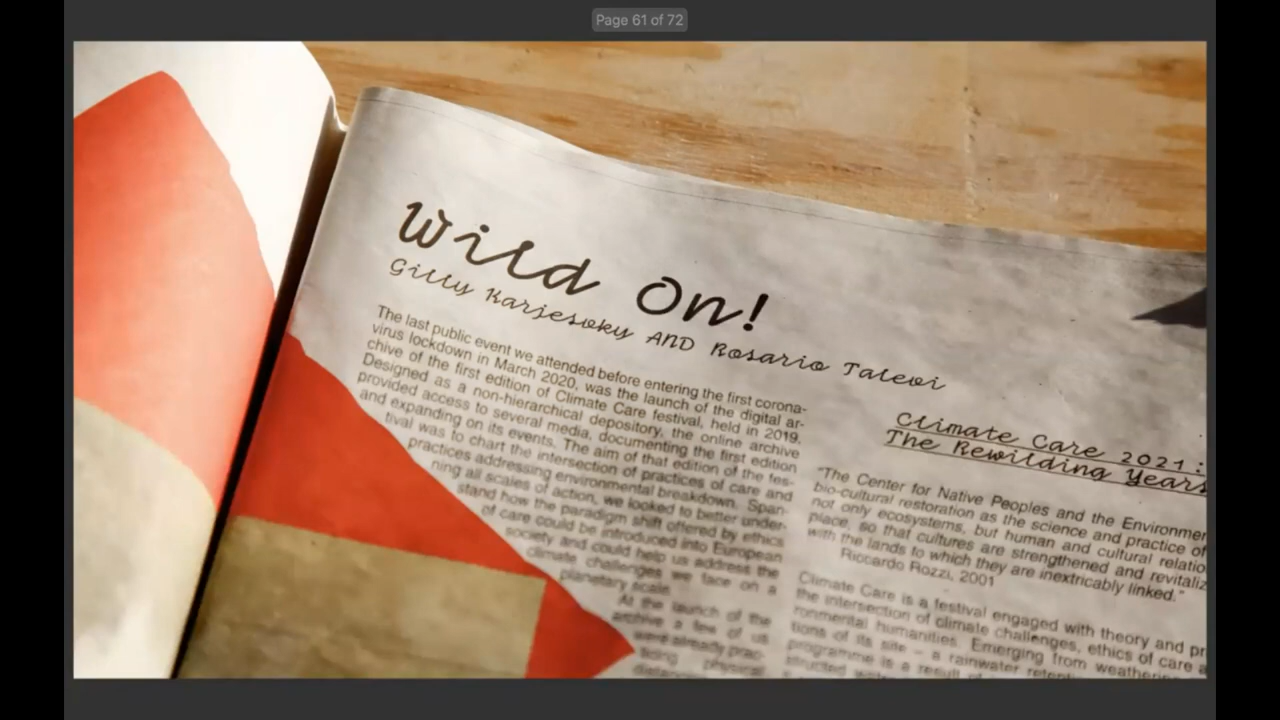 Page 61 of 72
Wild On!
Gilly Karjesvky AND Rosario Talevi
The last public event we attended before entering the first corona-
virus lockdown in March 2020, was the launch of the digital ar-
chive of the first edition of Climate Care festival, held in 2019.
Designed as a non-hierarchical depository, the online archive
provided access to several media, documenting the first edition
and expanding on its events. The aim of that edition of the fes-
tival was to chart the intersection of practices of care and
practices addressing environmental breakdown. Span-
ning all scales of action, we looked to better under-
stand how the paradigm shift offered by ethics
of care could be introduced into European
society and could help us address the
climate challenges we face on a
planetary scale.
At the launch of the
archive a few of us
were already prac-
ticing physical
Climate Care 2021:
The Rewilding Years
"The Center for Native Peoples and the Environme
bio-cultural restoration as the science and practice of
not only ecosystems, but human and cultural relatio
place, so that cultures are strengthened and revitaliz
with the lands to which they are inextricably linked."
Riccardo Rozzi, 2001
Climate Care is a festival engaged with theory and pr
the intersection of climate challenges, ethics of care a
ronmental humanities. Emerging from weathering
tions of its site – a rainwater retenti
programme is a result of